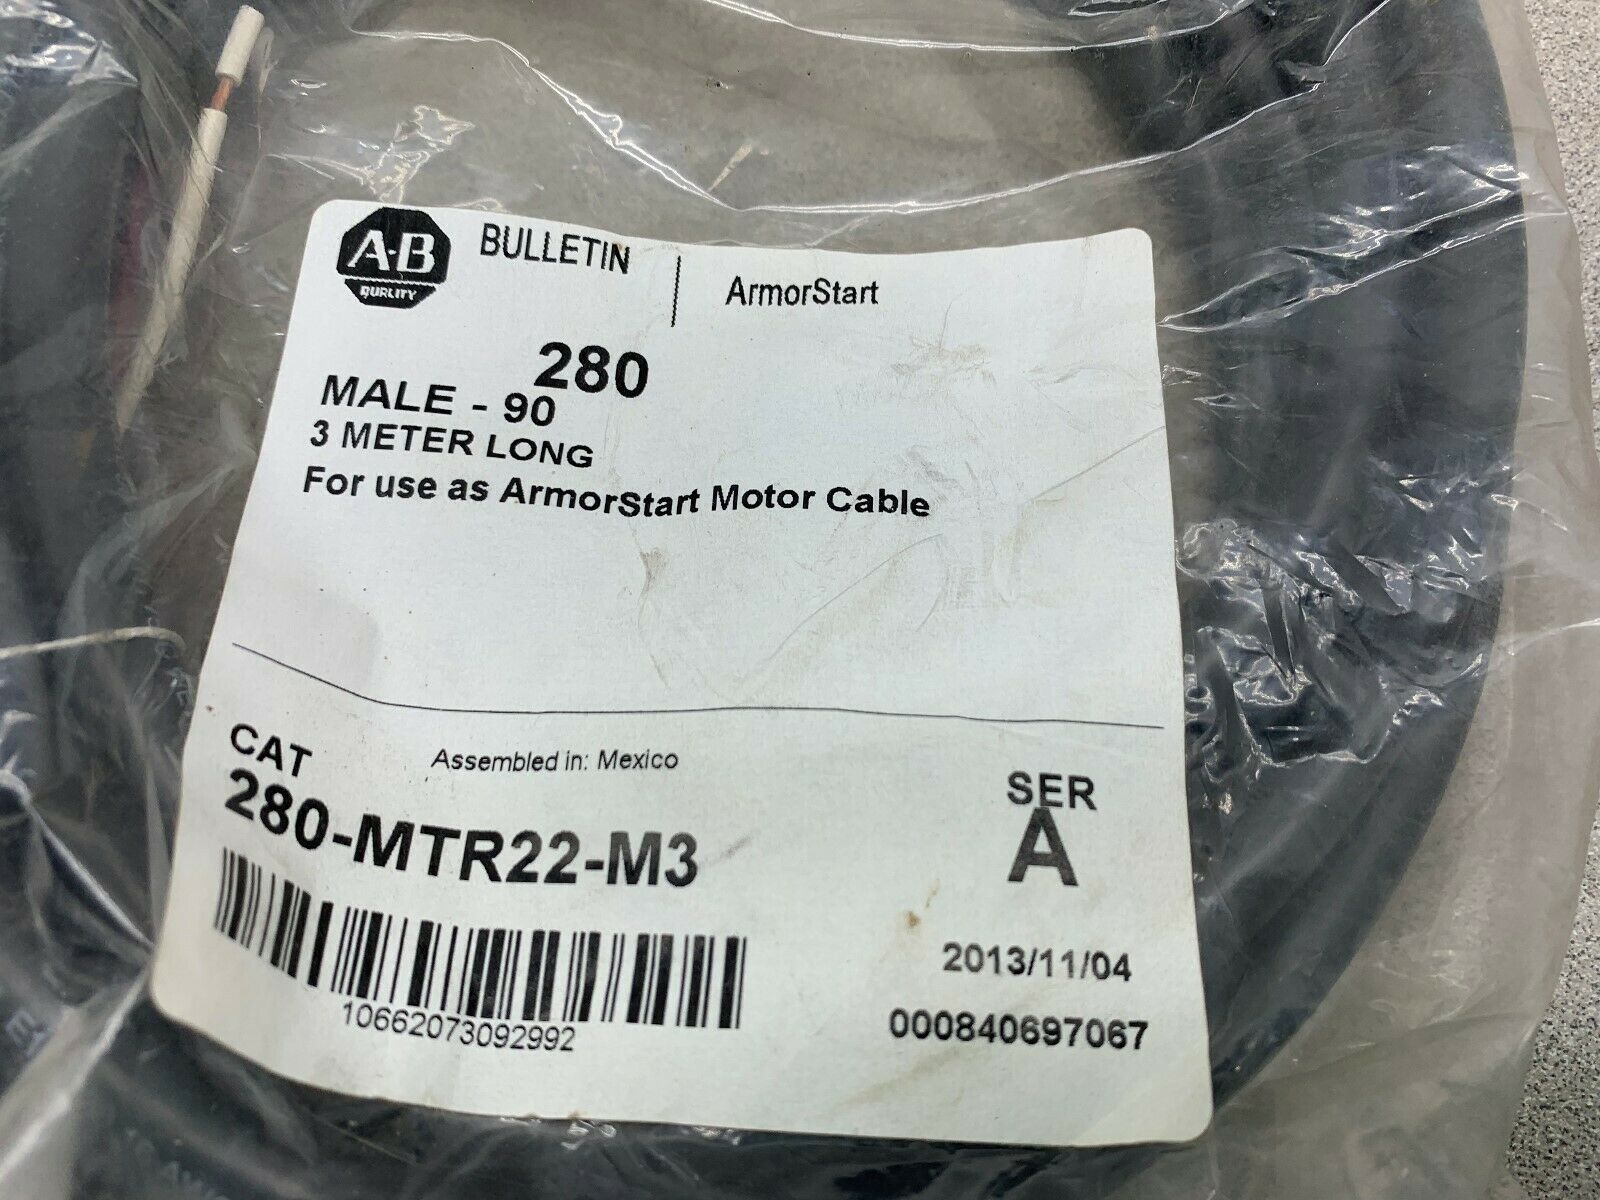 A-B
QUALITY
BULLETIN
ArmorStart
280
MALE - 90
3 METER LONG
For use as ArmorStart Motor Cable
CAT
Assembled in: Mexico
SER
280-MTR22-M3
A
2013/11/04
10662073092992
000840697067